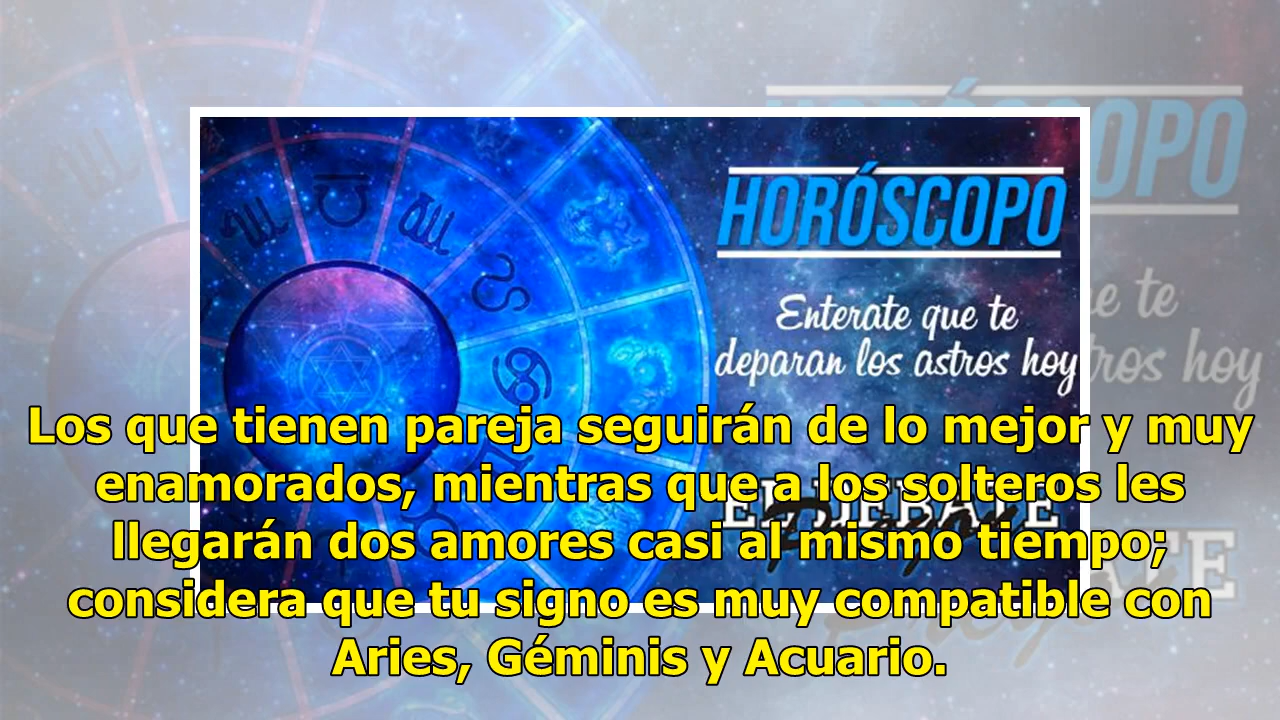 HORÓSCOPO
Enterate que te
deparan los astros hoy
EL DEBATE
Los que tienen pareja seguirán de lo mejor y muy
enamorados, mientras que a los solteros les
llegarán dos amores casi al mismo tiempo;
considera que tu signo es muy compatible con
Aries, Géminis y Acuario.